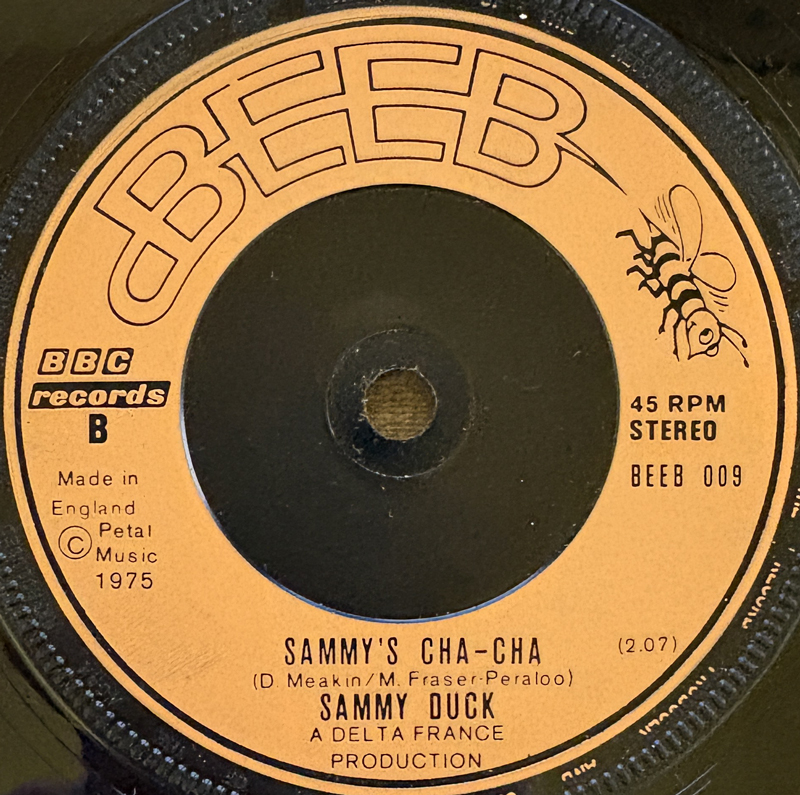 BEEB
BBC
records
B
45 RPM
STEREO
BEEB 009
Made in
England
© Petal
Music
1975
SAMMY'S CHA-CHA
(2.07)
(D. Meakin/M. Fraser-Peraloo)
SAMMY DUCK
A DELTA FRANCE
PRODUCTION